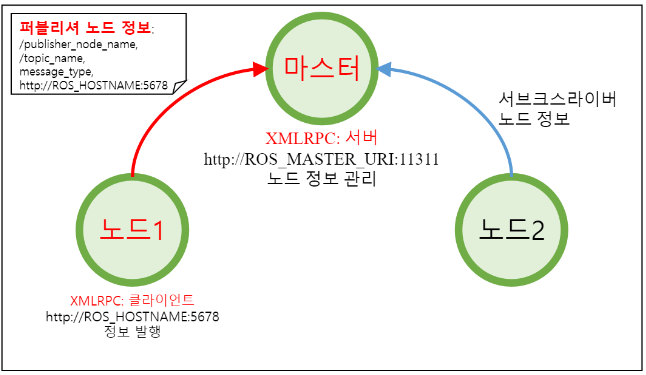 퍼블리셔 노드 정보:
/publisher_node_name,
/topic_name,
message_type,
http://ROS_HOSTNAME:5678
마스터
서브크스라이버
노드 정보
XMLRPC: 서버
http://ROS_MASTER_URI:11311
노드 정보 관리
노드1
노드2
XMLRPC: 클라이언트
http://ROS_HOSTNAME:5678
정보 발행